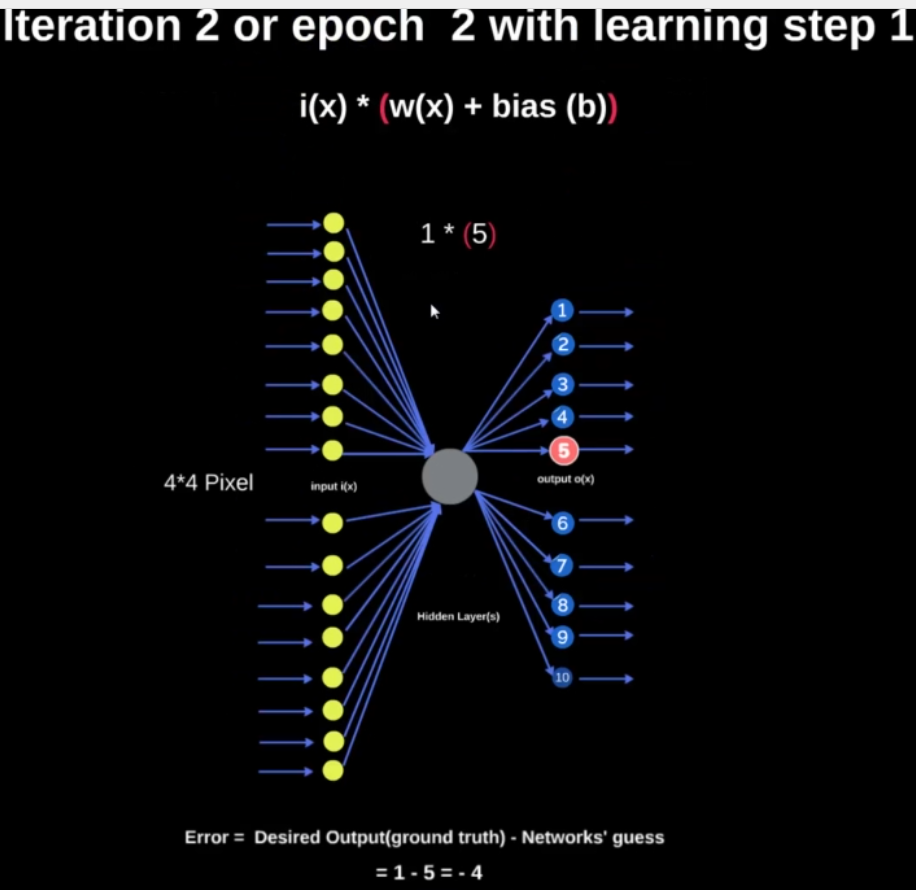 Iteration 2 or epoch 2 with learning step 1
i(x) * (w(x) + bias (b))
1 * (5)
1
2
3
4
5
4*4 Pixel
input i(x)
output o(x)
6
7
8
9
10
Hidden Layer(s)
Error = Desired Output(ground truth) - Networks' guess
= 1 - 5 = - 4